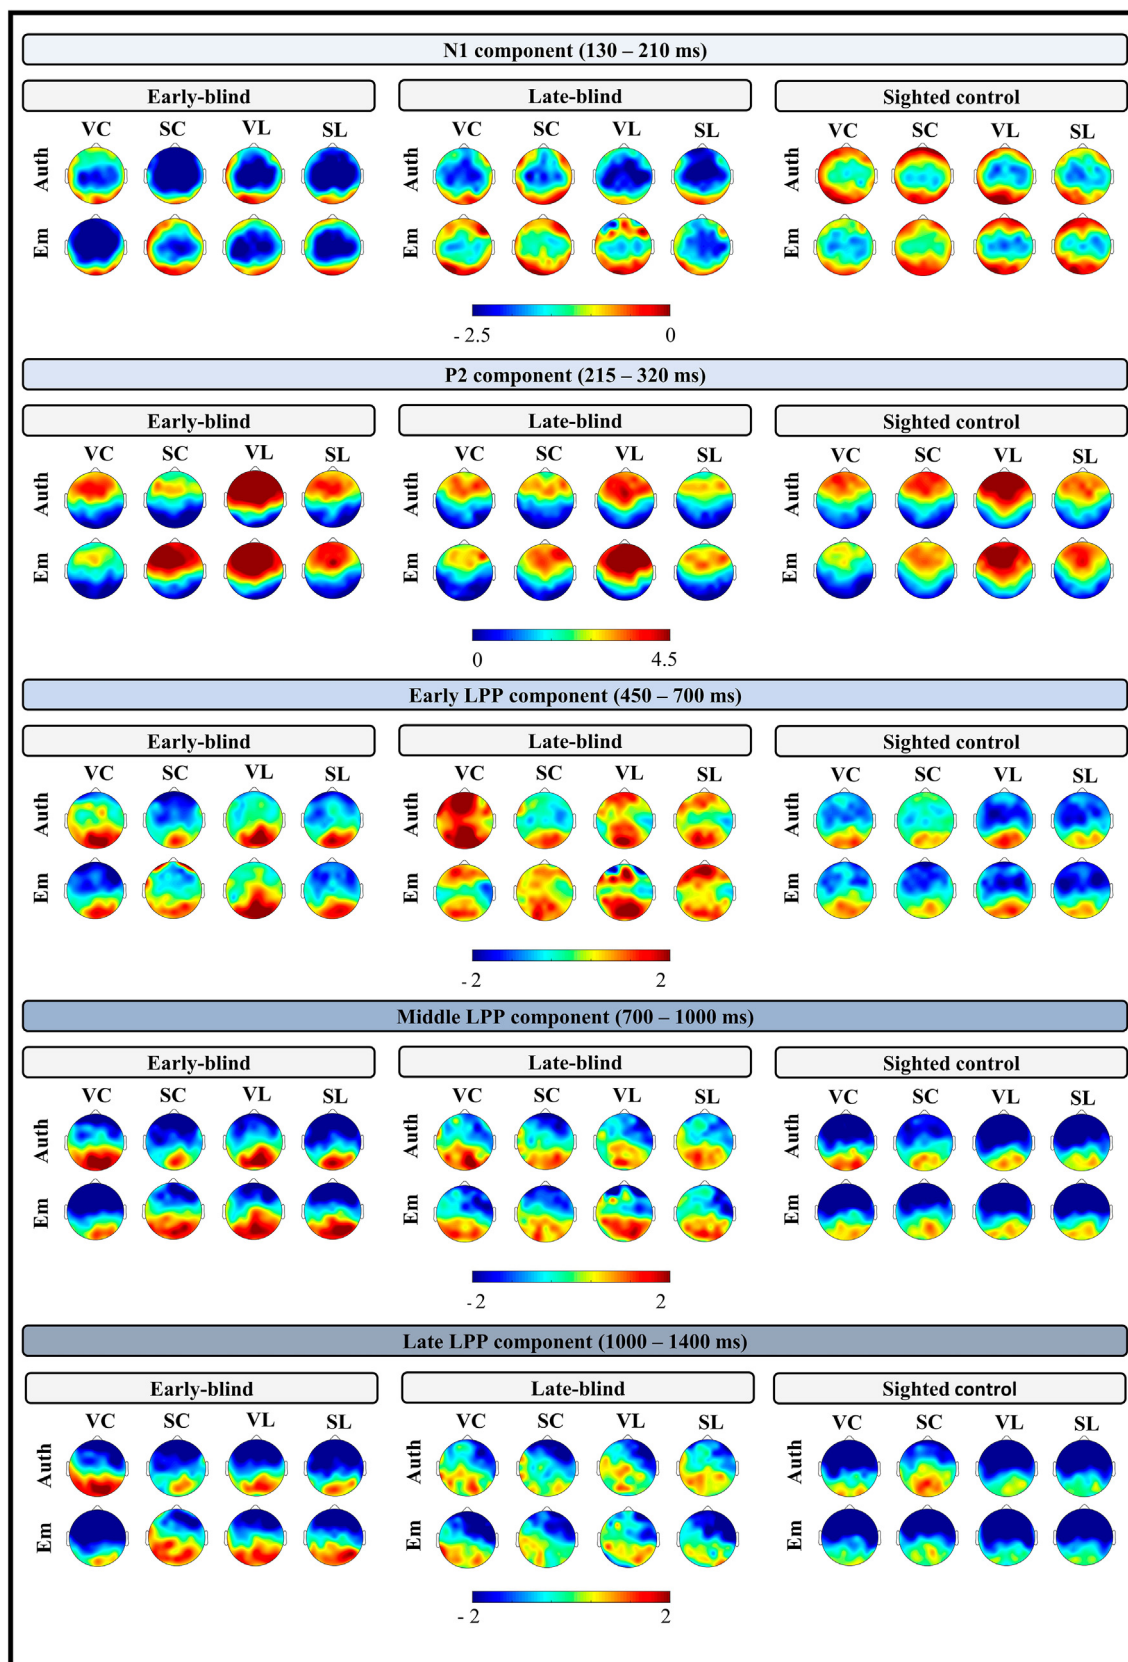 N1 component (130 – 210 ms)
Early-blind Late-blind Sighted control
VC SC VL SL VC SC VL SL VC SC VL SL
Auth Auth Auth
Em Em Em
- 2.5 0
P2 component (215 – 320 ms)
Early-blind Late-blind Sighted control
VC SC VL SL VC SC VL SL VC SC VL SL
Auth Auth Auth
Em Em Em
0 4.5
Early LPP component (450 – 700 ms)
Early-blind Late-blind Sighted control
VC SC VL SL VC SC VL SL VC SC VL SL
Auth Auth Auth
Em Em Em
- 2 2
Middle LPP component (700 – 1000 ms)
Early-blind Late-blind Sighted control
VC SC VL SL VC SC VL SL VC SC VL SL
Auth Auth Auth
Em Em Em
- 2 2
Late LPP component (1000 – 1400 ms)
Early-blind Late-blind Sighted control
VC SC VL SL VC SC VL SL VC SC VL SL
Auth Auth Auth
Em Em Em
- 2 2